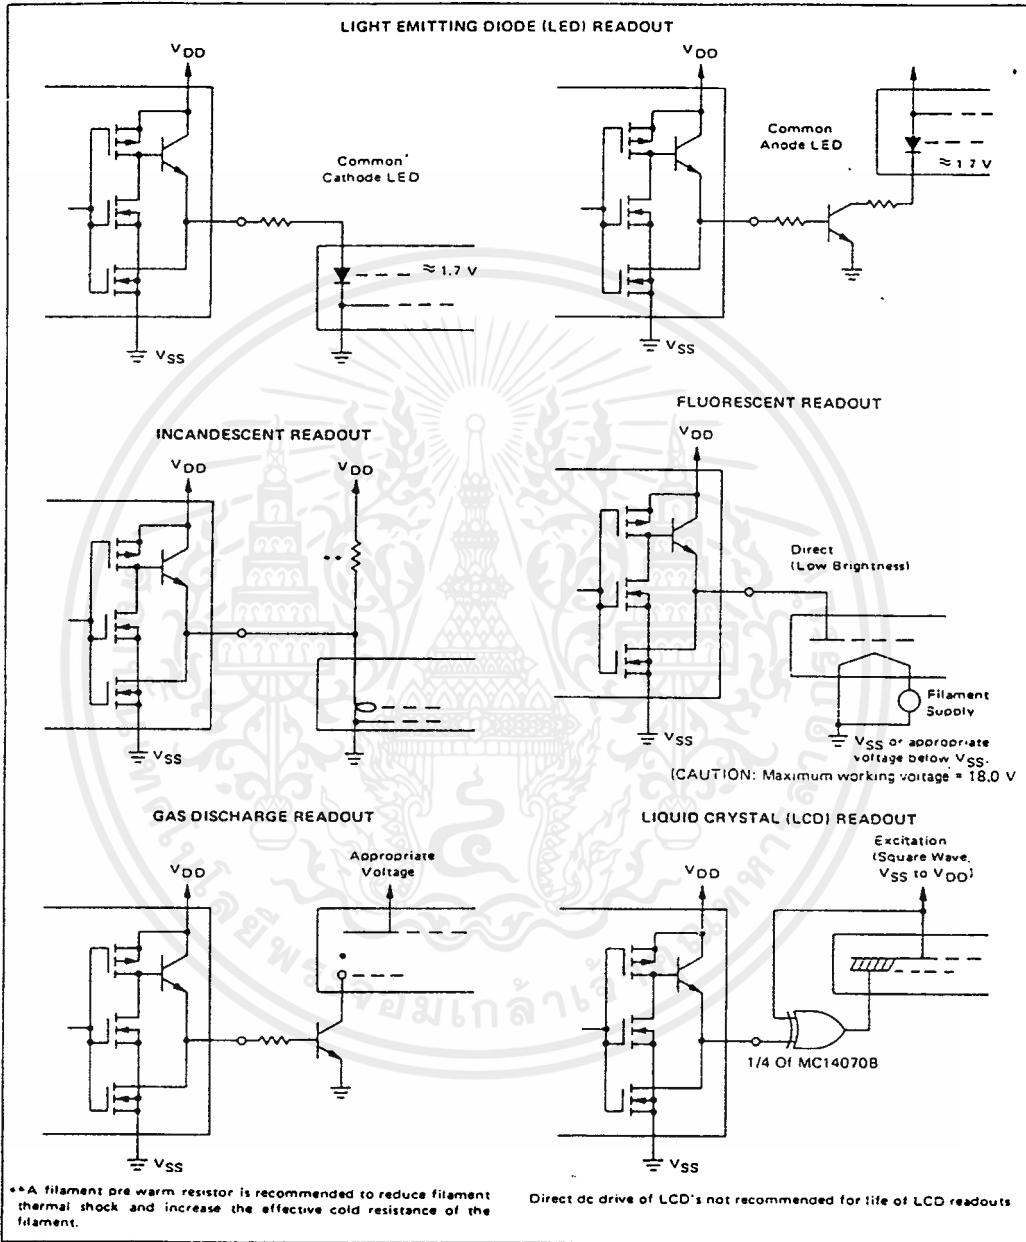 LIGHT EMITTING DIODE (LED) READOUT
VDD
Common
Cathode LED
≈ 1.7 V
VSS
VDD
Common
Anode LED
≈ 1.7 V
VSS
INCANDESCENT READOUT
VDD
VDD
**
VSS
FLUORESCENT READOUT
VDD
Direct
(Low Brightness)
Filament
Supply
VSS
VSS or appropriate
voltage below VSS.
(CAUTION: Maximum working voltage = 18.0 V
GAS DISCHARGE READOUT
VDD
Appropriate
Voltage
VSS
LIQUID CRYSTAL (LCD) READOUT
VDD
Excitation
(Square Wave,
VSS to VDD)
1/4 Of MC14070B
VSS
**A filament pre warm resistor is recommended to reduce filament
thermal shock and increase the effective cold resistance of the
filament.
Direct dc drive of LCD's not recommended for life of LCD readouts